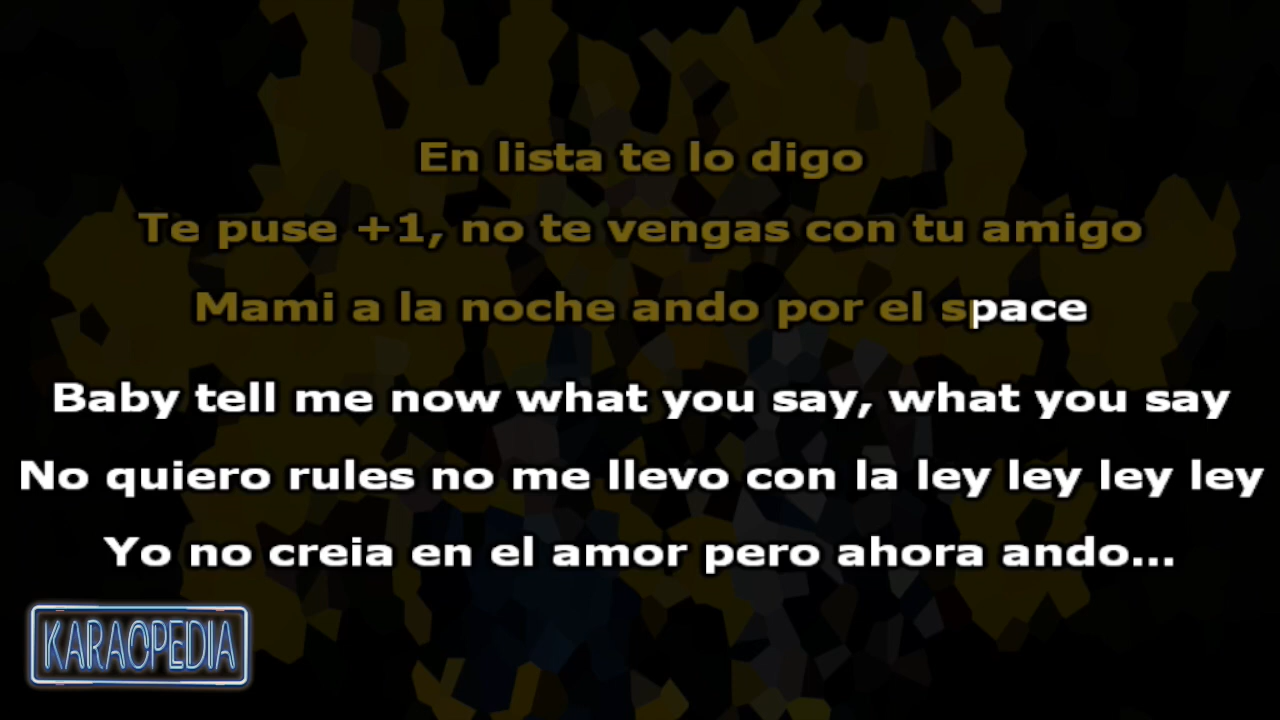 En lista te lo digo
Te puse +1, no te vengas con tu amigo
Mami a la noche ando por el space
Baby tell me now what you say, what you say
No quiero rules no me llevo con la ley ley ley ley
Yo no creia en el amor pero ahora ando...
KARAOPEDIA